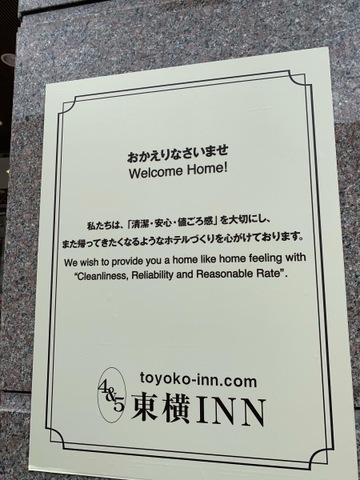 おかえりなさいませ
Welcome Home!
私たちは、「清潔・安心・値ごろ感」を大切にし、
また帰ってきたくなるようなホテルづくりを心がけております。
We wish to provide you a home like home feeling with
“Cleanliness, Reliability and Reasonable Rate”.
toyoko-inn.com
4&5 東横INN